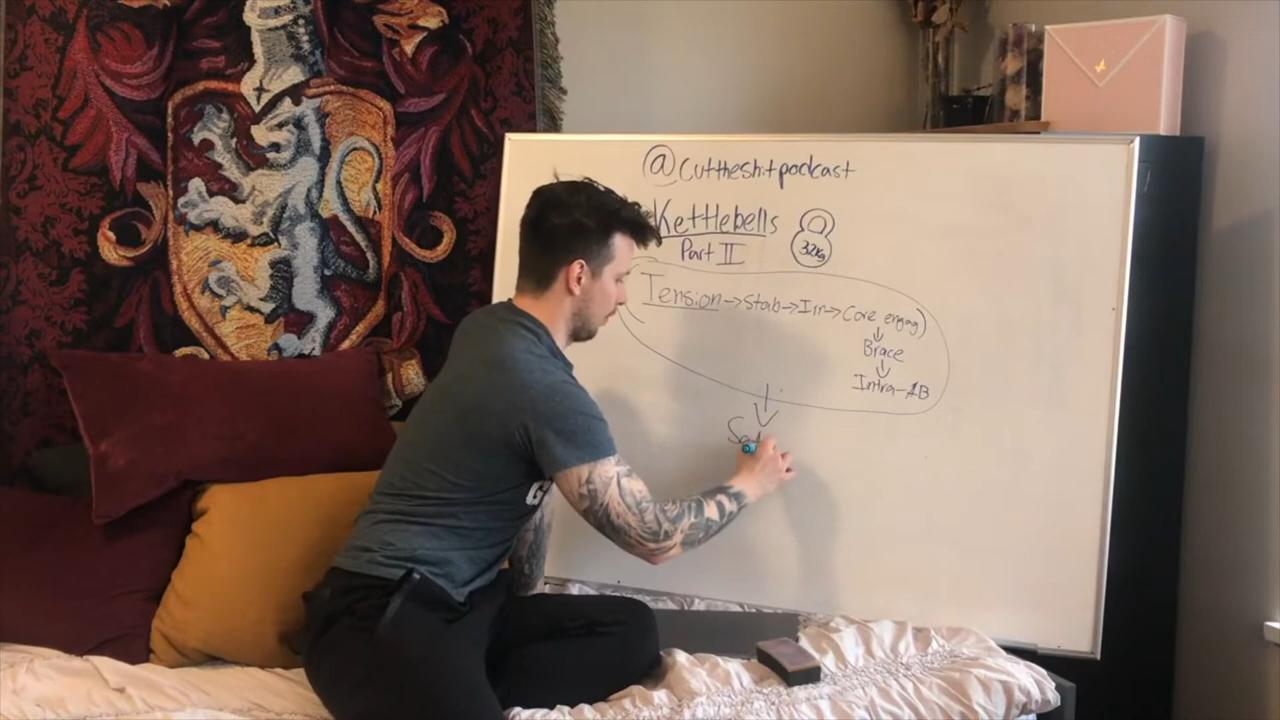 @cuttheshitpodcast
Kettlebells
32kg
Part II
Tension → Stab → Irr → Core engag)
↓
Brace
↓
Intra-AB
↓